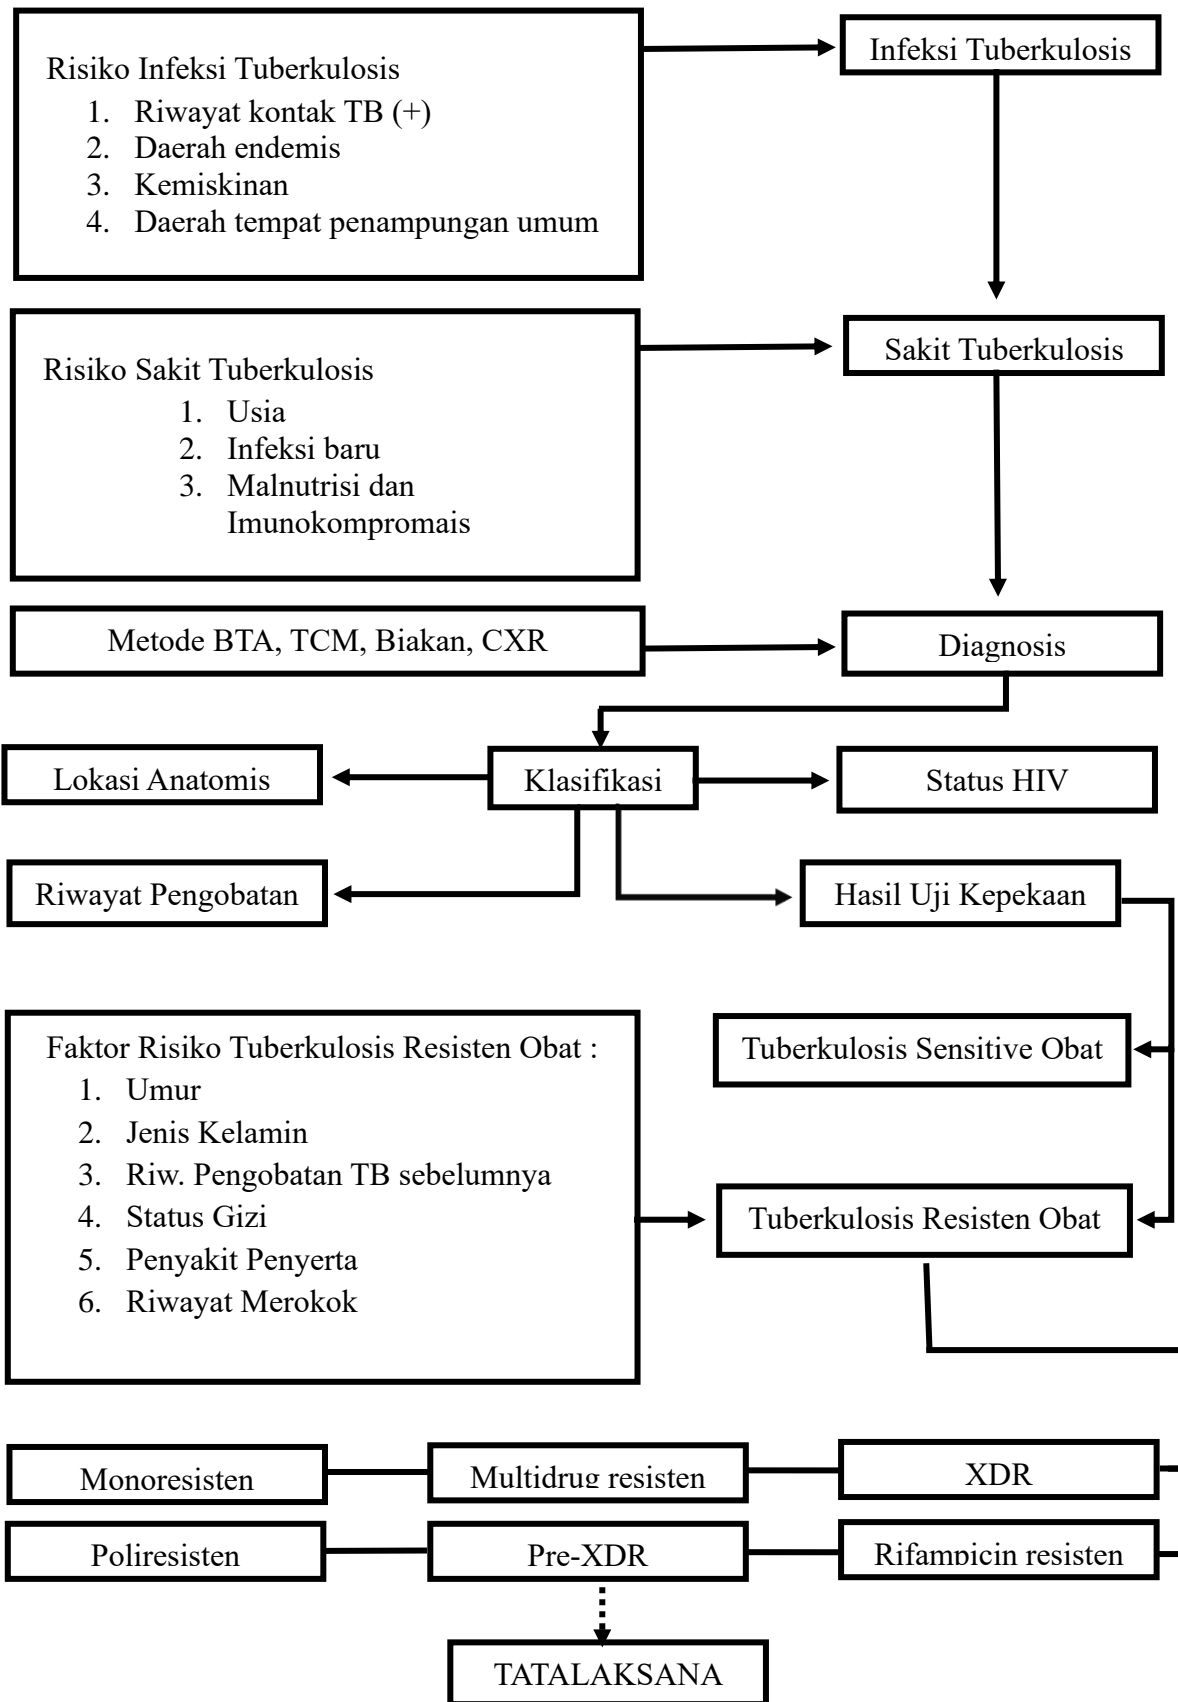 Risiko Infeksi Tuberkulosis
1. Riwayat kontak TB (+)
2. Daerah endemis
3. Kemiskinan
4. Daerah tempat penampungan umum
Infeksi Tuberkulosis
Risiko Sakit Tuberkulosis
1. Usia
2. Infeksi baru
3. Malnutrisi dan
Imunokompromais
Sakit Tuberkulosis
Metode BTA, TCM, Biakan, CXR
Diagnosis
Lokasi Anatomis
Klasifikasi
Status HIV
Riwayat Pengobatan
Hasil Uji Kepekaan
Faktor Risiko Tuberkulosis Resisten Obat :
1. Umur
2. Jenis Kelamin
3. Riw. Pengobatan TB sebelumnya
4. Status Gizi
5. Penyakit Penyerta
6. Riwayat Merokok
Tuberkulosis Sensitive Obat
Tuberkulosis Resisten Obat
Monoresisten
Multidrug resisten
XDR
Poliresisten
Pre-XDR
Rifampicin resisten
TATALAKSANA